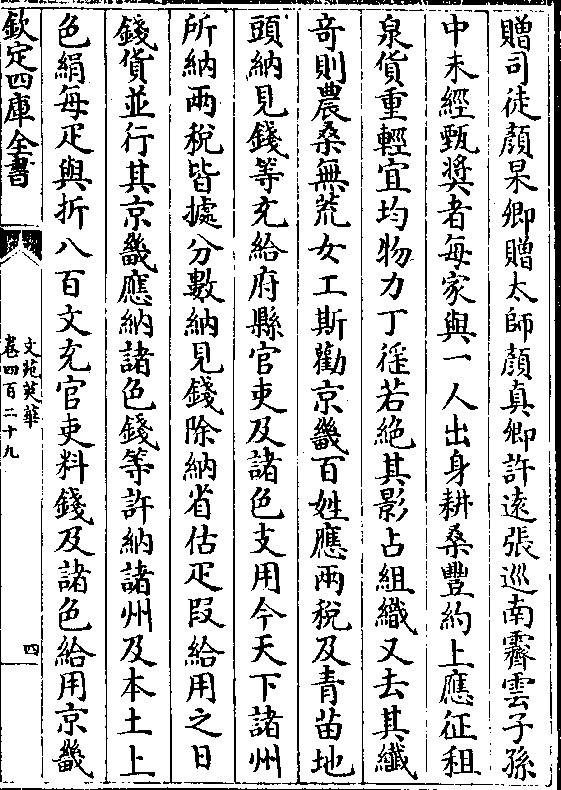 贈司徒顔杲卿贈太師顔真卿許逺張巡南霽雲子孫
中未經甄奬者每家與一人出身耕桑豐約上應征租
泉貨重輕宜均物力丁徭若絶其影占組織又去其纎
竒則農桑無荒女工斯勸京畿百姓應兩稅及青苗地
頭納見錢等充給府縣官吏及諸色支用今天下諸州
所納兩稅皆據分數納見錢除納省估疋段給用之日
錢貨並行其京畿應納諸色錢等許納諸州及本土上
色絹每疋與折八百文充官吏料錢及諸色給用京畿
欽定四庫全書
文苑英華
卷四百二十九
四